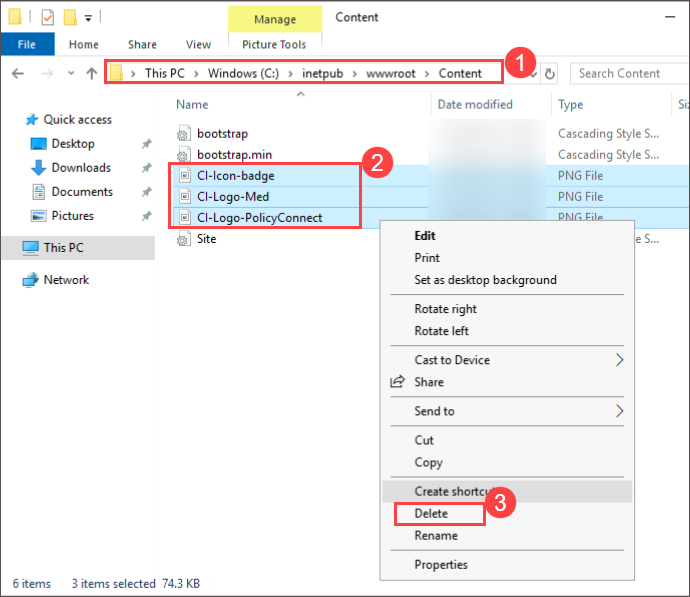 Manage
Content
File
Home
Share
View
Picture Tools
1
This PC
Windows (C:)
inetpub
wwwroot
Content
Search Content
Name
Date modified
Type
Quick access
Desktop
Downloads
Documents
Pictures
This PC
Network
bootstrap
Cascading Style S...
bootstrap.min
Cascading Style S...
2
CI-Icon-badge
PNG File
CI-Logo-Med
PNG File
CI-Logo-PolicyConnect
PNG File
Site
Edit
Print
Set as desktop background
Rotate right
Rotate left
Cast to Device
Share
Send to
Cut
Copy
Create
3
Delete
Rename
Properties
6 items
3 items selected
74.3 KB